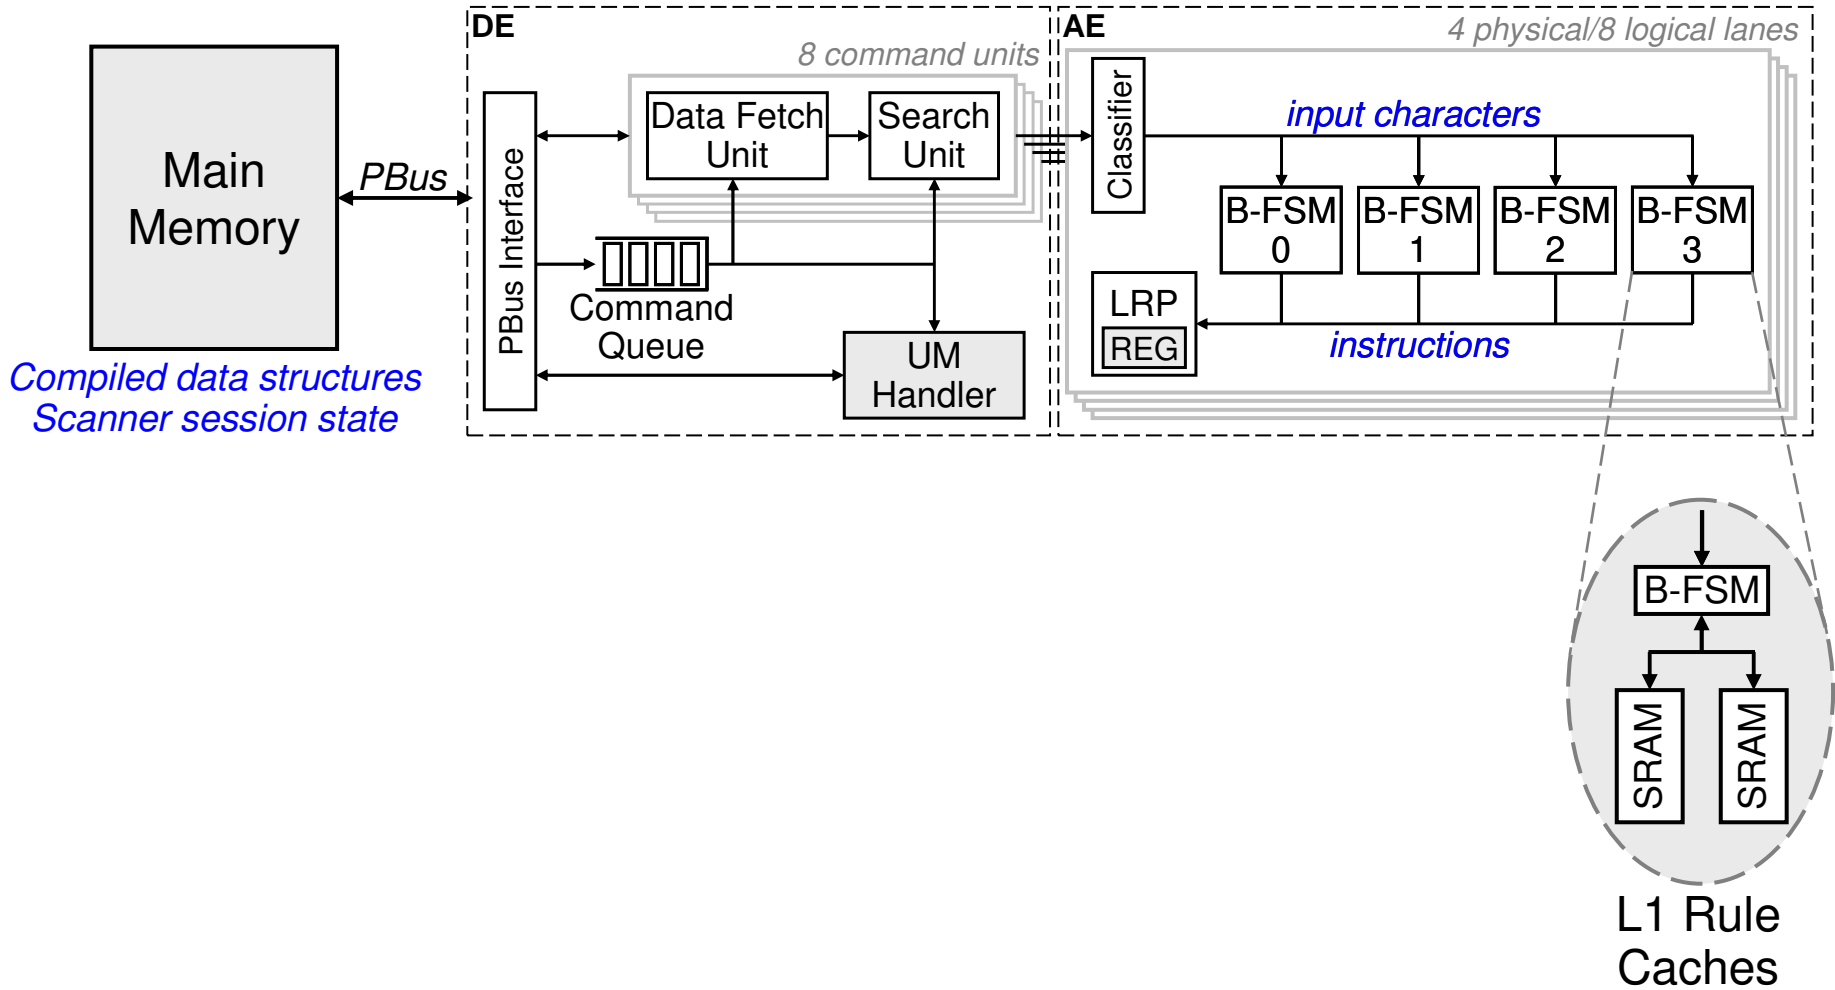 DE
AE
8 command units
4 physical/8 logical lanes
Main
Memory
PBus
PBus Interface
Data Fetch
Unit
Search
Unit
Command
Queue
UM
Handler
Compiled data structures
Scanner session state
Classifier
input characters
B-FSM
0
B-FSM
1
B-FSM
2
B-FSM
3
LRP
REG
instructions
B-FSM
SRAM
SRAM
L1 Rule
Caches